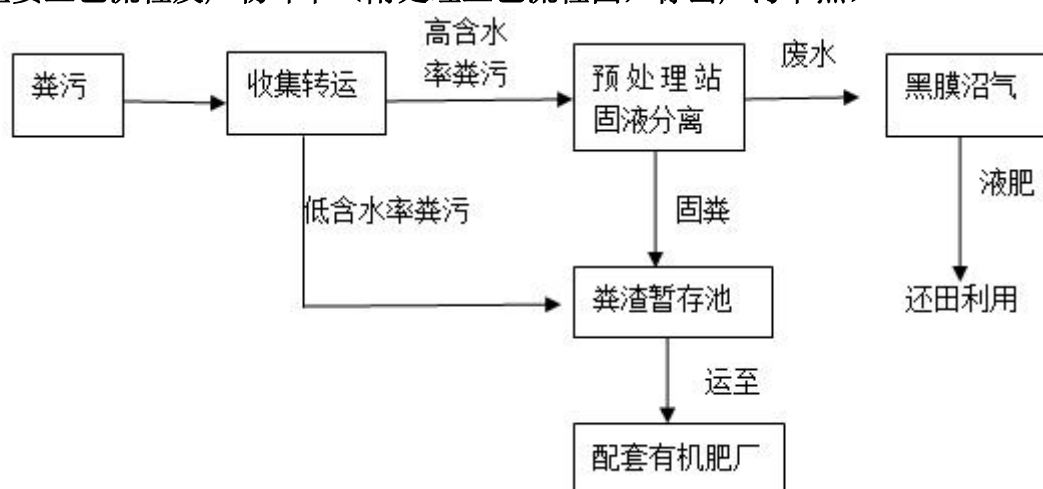 高含水
率粪污
粪污
收集转运
预处理站
固液分离
废水
黑膜沼气
低含水率粪污
固粪
液肥
粪渣暂存池
还田利用
运至
配套有机肥厂